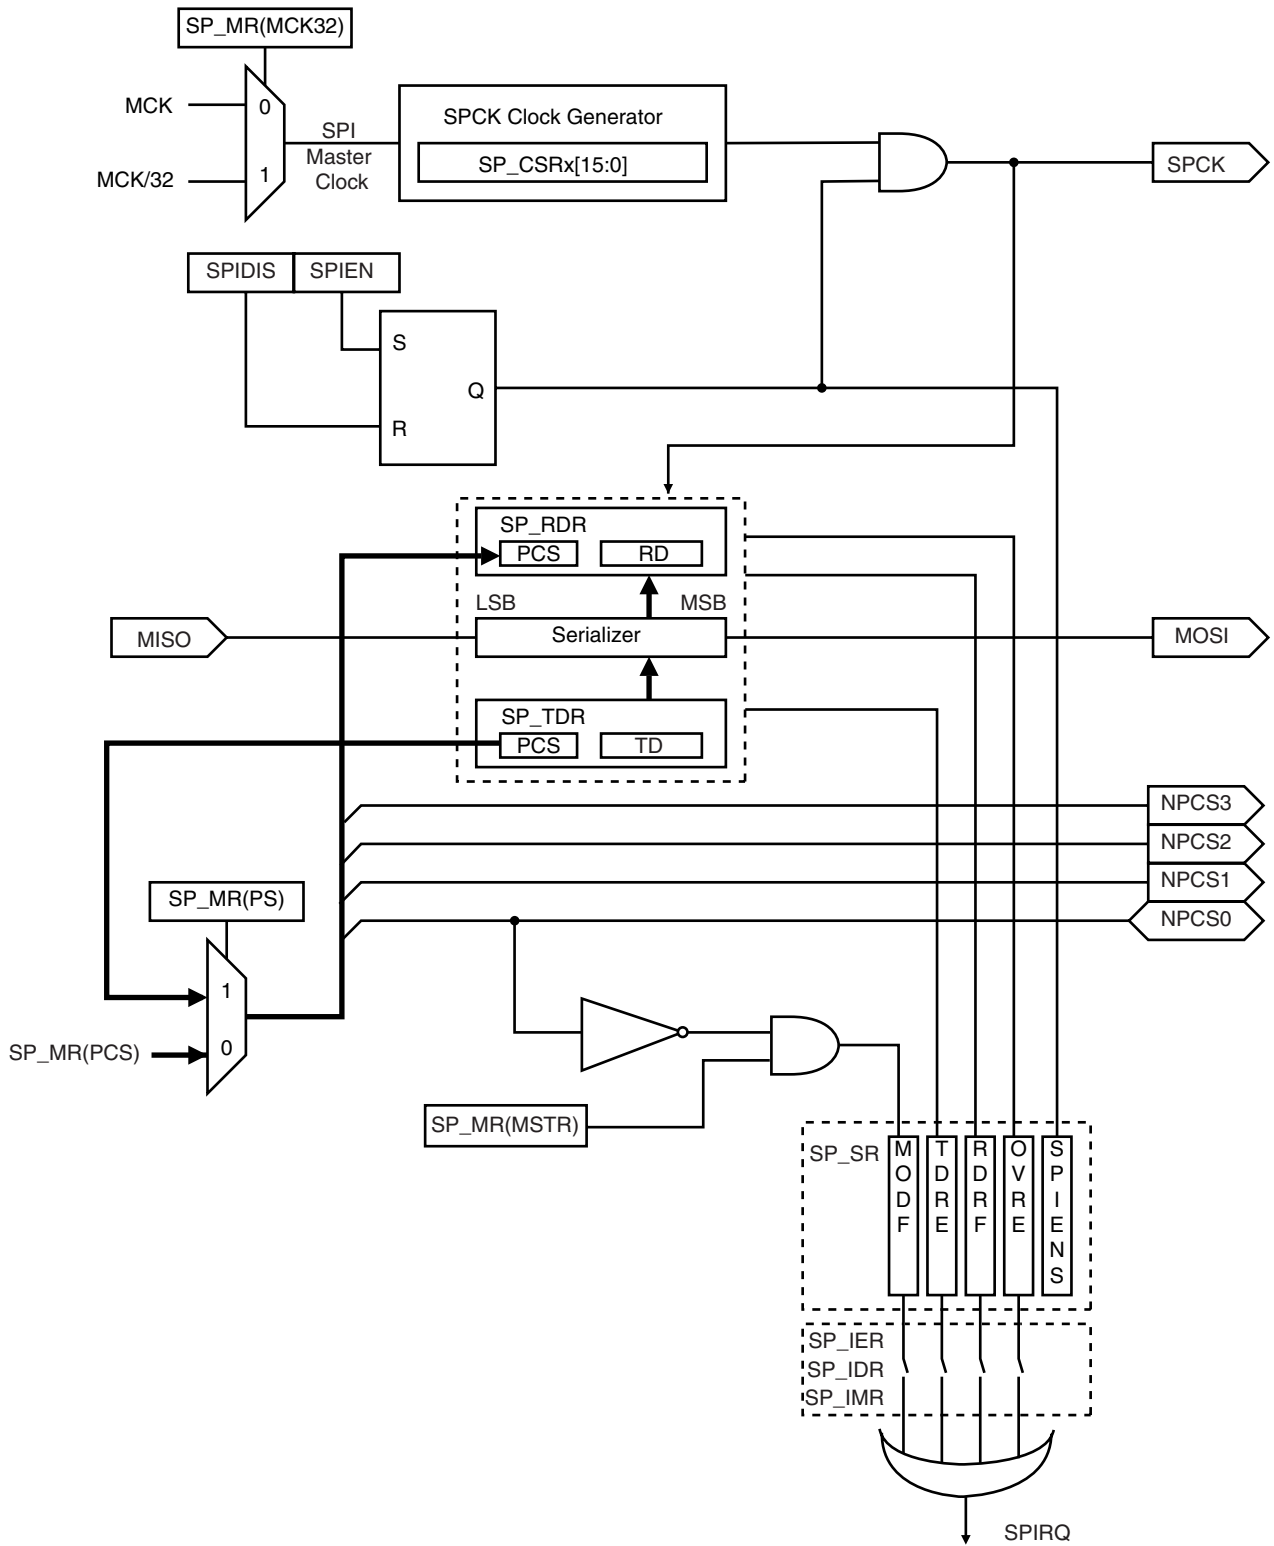 SP_MR(MCK32)
MCK
0
SPI
Master
Clock
MCK/32
1
SPCK Clock Generator
SP_CSRx[15:0]
SPCK
SPIDIS
SPIEN
S
Q
R
SP_RDR
PCS
RD
LSB
MSB
MISO
Serializer
MOSI
SP_TDR
PCS
TD
NPCS3
NPCS2
NPCS1
NPCS0
SP_MR(PS)
1
0
SP_MR(PCS)
SP_MR(MSTR)
SP_SR
MODF
TDRE
RDRF
OVRE
SPIENS
SP_IER
SP_IDR
SP_IMR
SPIRQ